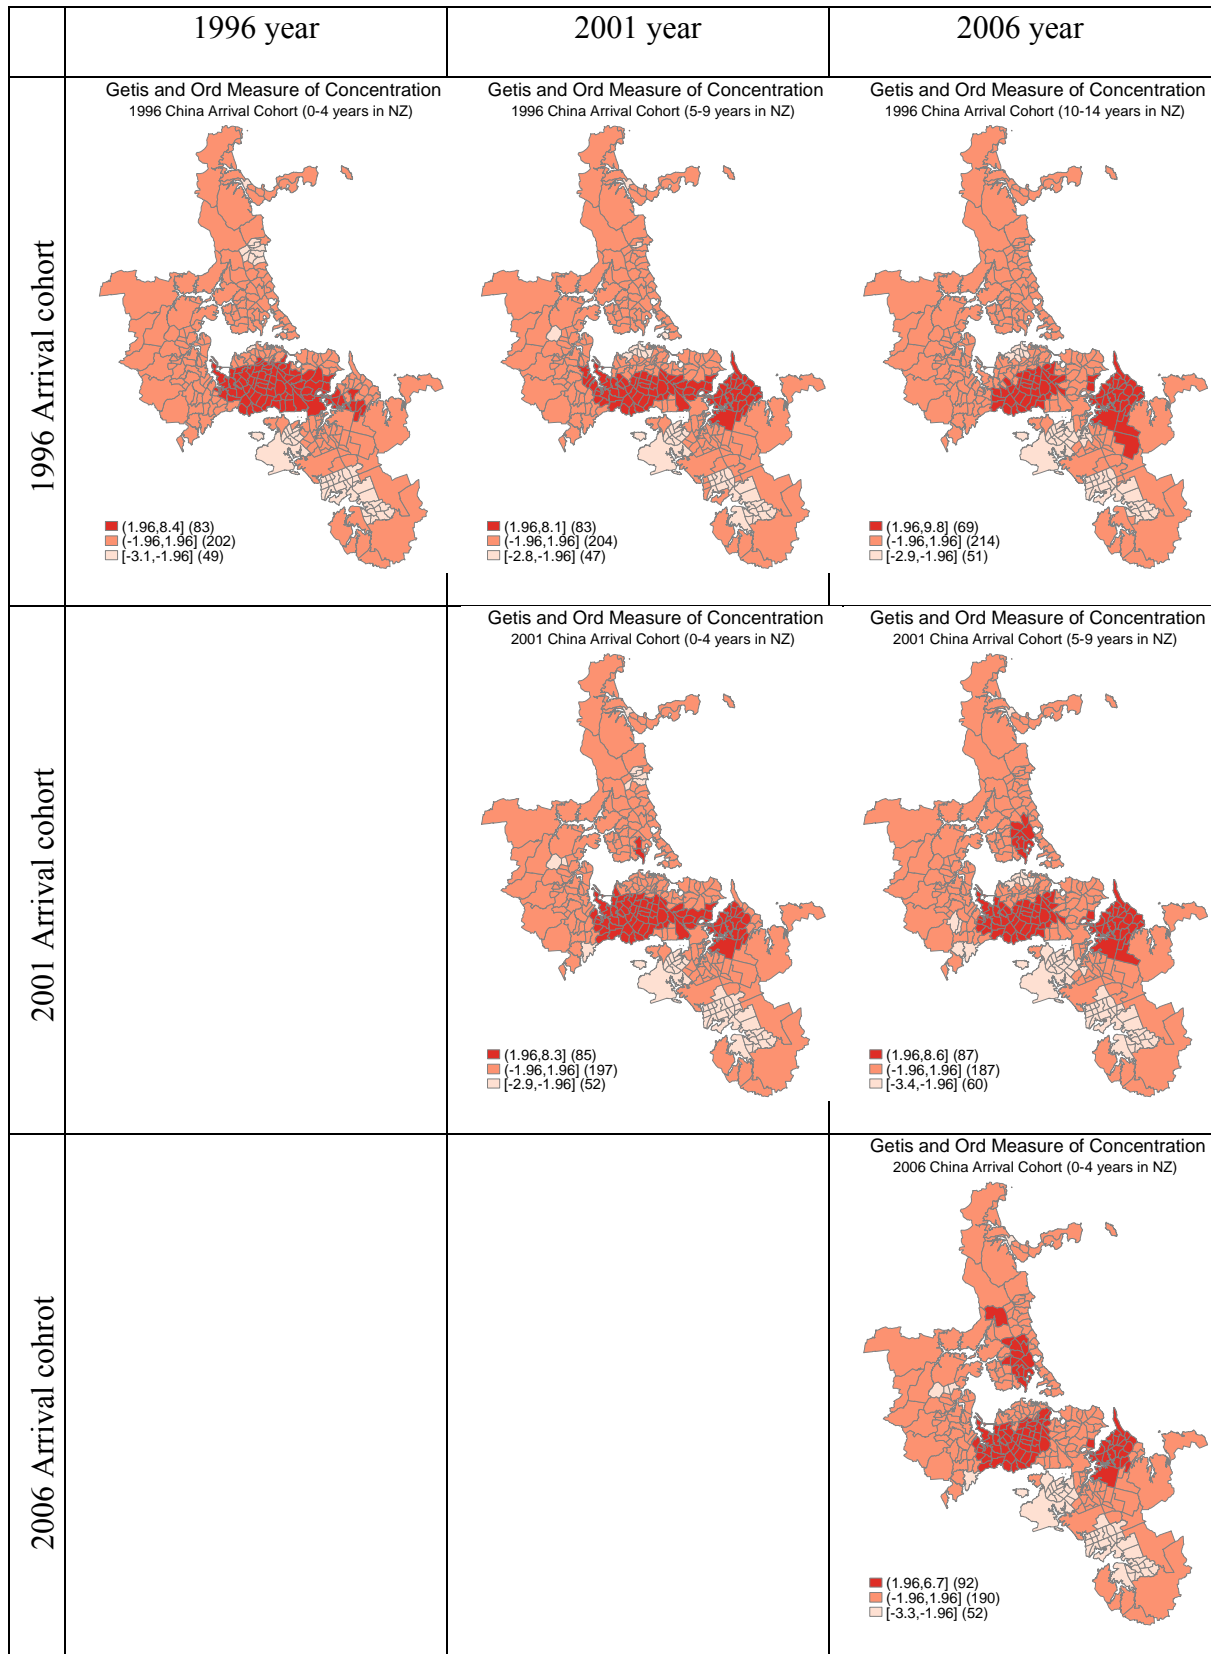 1996 year
2001 year
2006 year
1996 Arrival cohort
Getis and Ord Measure of Concentration
1996 China Arrival Cohort (0-4 years in NZ)
(1.96,8.4] (83)
(-1.96,1.96] (202)
[-3.1,-1.96] (49)
Getis and Ord Measure of Concentration
1996 China Arrival Cohort (5-9 years in NZ)
(1.96,8.1] (83)
(-1.96,1.96] (204)
[-2.8,-1.96] (47)
Getis and Ord Measure of Concentration
1996 China Arrival Cohort (10-14 years in NZ)
(1.96,9.8] (69)
(-1.96,1.96] (214)
[-2.9,-1.96] (51)
2001 Arrival cohort
Getis and Ord Measure of Concentration
2001 China Arrival Cohort (0-4 years in NZ)
(1.96,8.3] (85)
(-1.96,1.96] (197)
[-2.9,-1.96] (52)
Getis and Ord Measure of Concentration
2001 China Arrival Cohort (5-9 years in NZ)
(1.96,8.6] (87)
(-1.96,1.96] (187)
[-3.4,-1.96] (60)
2006 Arrival cohrot
Getis and Ord Measure of Concentration
2006 China Arrival Cohort (0-4 years in NZ)
(1.96,6.7] (92)
(-1.96,1.96] (190)
[-3.3,-1.96] (52)